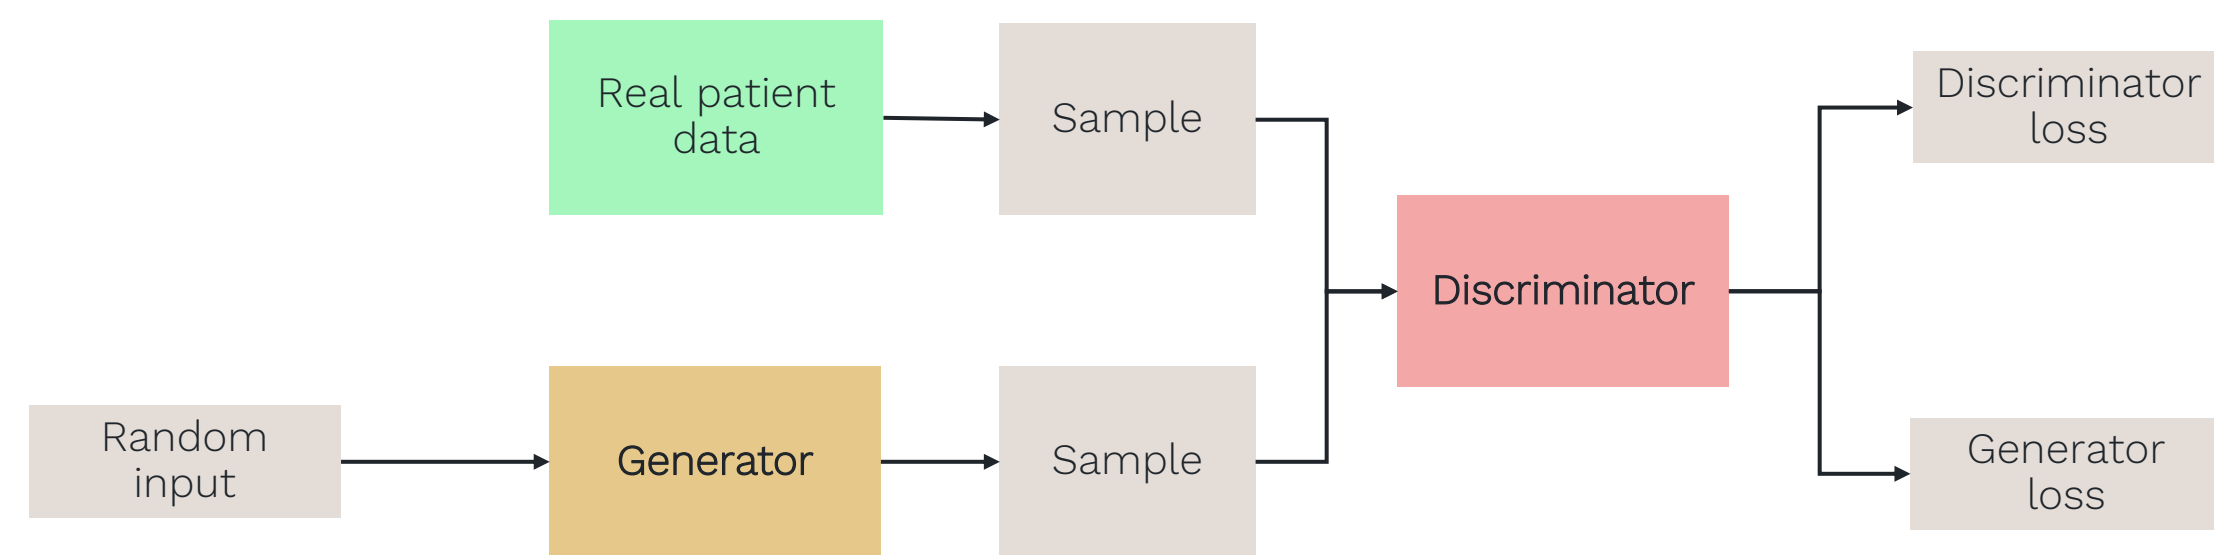 Real patient
data
Sample
Discriminator
loss
Discriminator
Random
input
Generator
Sample
Generator
loss